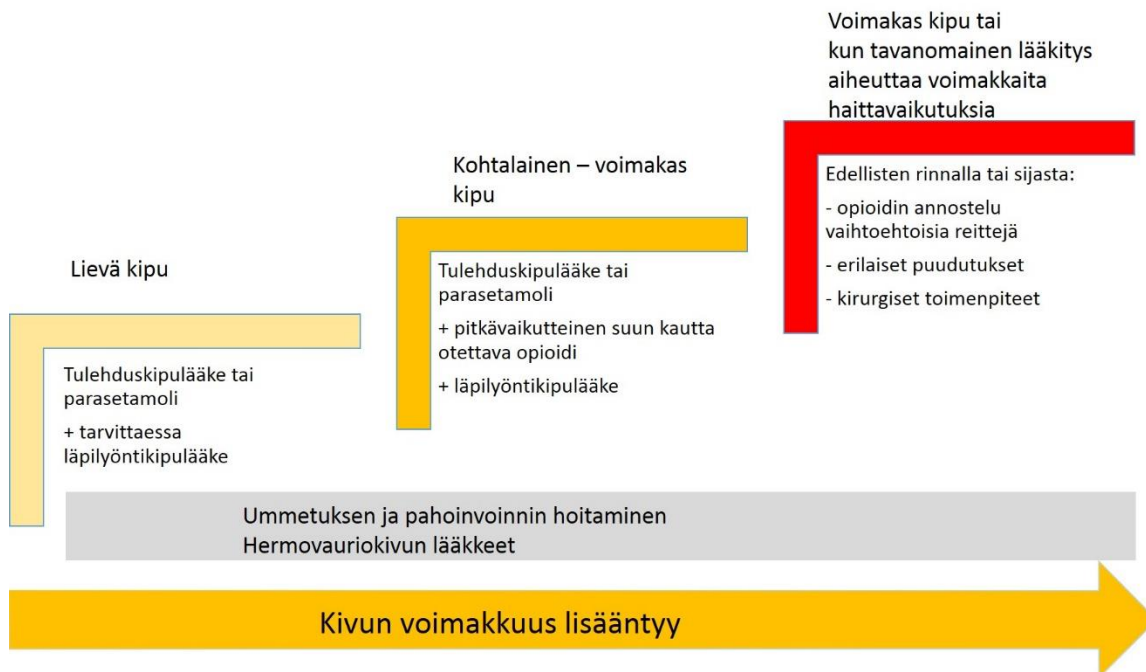 Lievä kipu
Tulehduskipulääke tai
parasetamoli
+ tarvittaessa
läpilyöntikipulääke
Kohtalainen – voimakas
kipu
Tulehduskipulääke tai
parasetamoli
+ pitkävaikutteinen suun kautta
otettava opioidi
+ läpilyöntikipulääke
Voimakas kipu tai
kun tavanomainen lääkitys
aiheuttaa voimakkaita
haittavaikutuksia
Edellisten rinnalla tai sijasta:
- opioidin annostelu
vaihtoehtoisia reittejä
- erilaiset puudutukset
- kirurgiset toimenpiteet
Ummetuksen ja pahoinvoinnin hoitaminen
Hermovauriokivun lääkkeet
Kivun voimakkuus lisääntyy